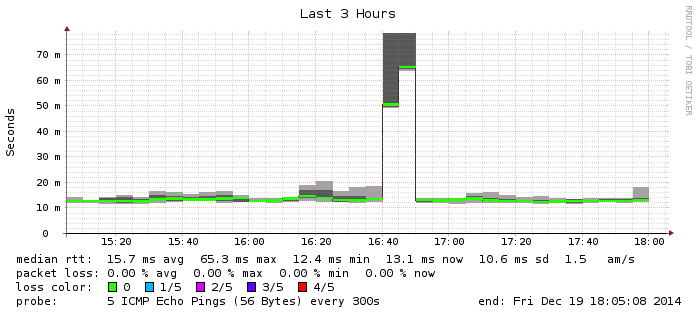 Last 3 Hours
RRDTOOL / TOBI OETIKER
Seconds
70 m
60 m
50 m
40 m
30 m
20 m
10 m
0
15:20 15:40 16:00 16:20 16:40 17:00 17:20 17:40 18:00
median rtt: 15.7 ms avg 65.3 ms max 12.4 ms min 13.1 ms now 10.6 ms sd 1.5 am/s
packet loss: 0.00 % avg 0.00 % max 0.00 % min 0.00 % now
loss color: 0 1/5 2/5 3/5 4/5
probe: 5 ICMP Echo Pings (56 Bytes) every 300s end: Fri Dec 19 18:05:08 2014